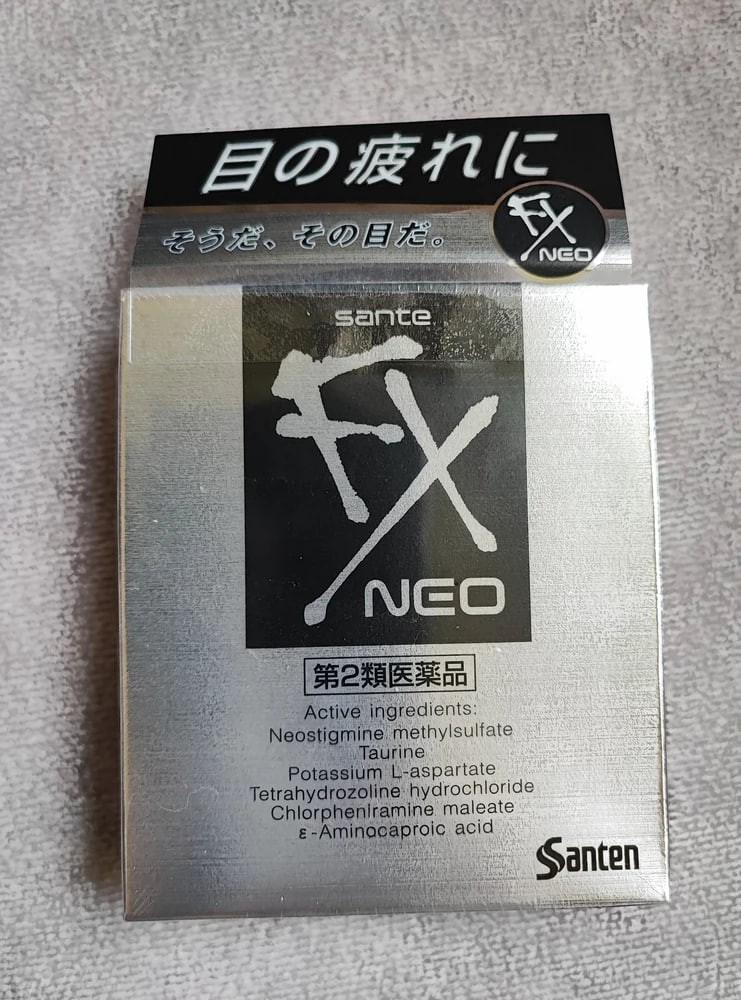 目の疲れに
そうだ、その目だ。
FX
NEO
sante
FX
NEO
第2類医薬品
Active ingredients:
Neostigmine methylsulfate
Taurine
Potassium L-aspartate
Tetrahydrozoline hydrochloride
Chlorpheniramine maleate
ε-Aminocaproic acid
Santen